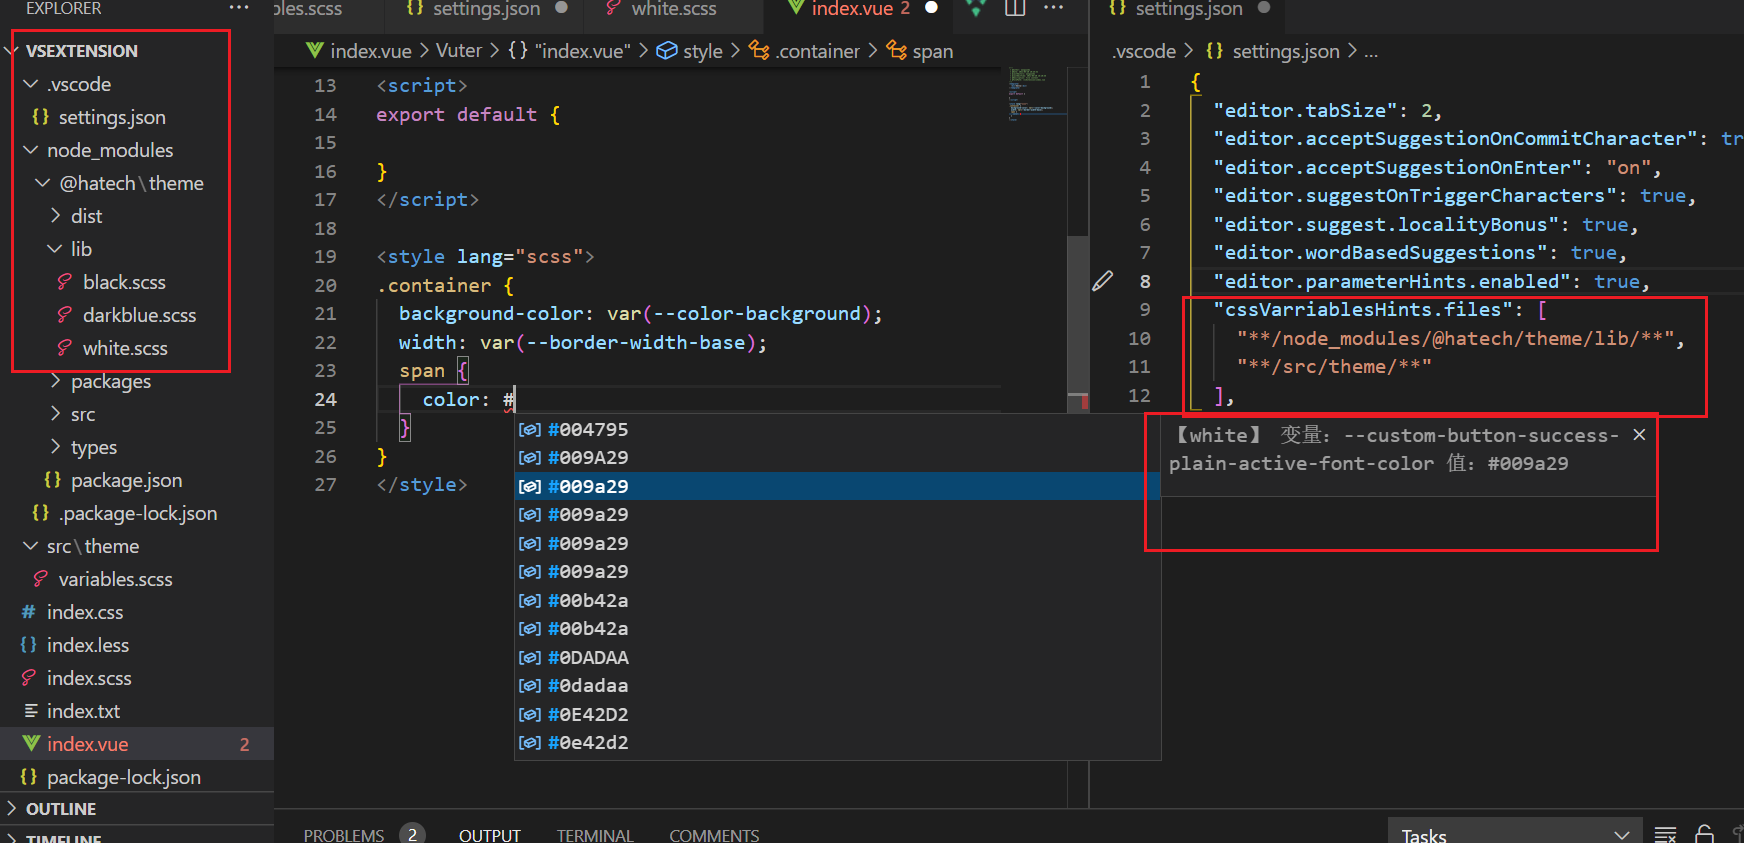 EXPLORER
VSEXTENSION
.vscode
{} settings.json
node_modules
@hatech\theme
dist
lib
black.scss
darkblue.scss
white.scss
packages
src
types
{} package.json
{} .package-lock.json
src\theme
variables.scss
# index.css
{} index.less
index.scss
index.txt
index.vue 2
{} package-lock.json
OUTLINE
TIMELINE
bles.scss
{} settings.json
white.scss
index.vue 2
index.vue > Vuter > {} "index.vue" > style > .container > span
13 <script>
14 export default {
15
16 }
17 </script>
18
19 <style lang="scss">
20 .container {
21 background-color: var(--color-background);
22 width: var(--border-width-base);
23 span {
24 color: #
25 }
26 }
27 </style>
#004795
#009A29
#009a29
#009a29
#009a29
#009a29
#00b42a
#00b42a
#0DADAA
#0dadaa
#0E42D2
#0e42d2
{} settings.json
.vscode > {} settings.json > ...
1 {
2 "editor.tabSize": 2,
3 "editor.acceptSuggestionOnCommitCharacter": tr
4 "editor.acceptSuggestionOnEnter": "on",
5 "editor.suggestOnTriggerCharacters": true,
6 "editor.suggest.localityBonus": true,
7 "editor.wordBasedSuggestions": true,
8 "editor.parameterHints.enabled": true,
9 "cssVarriablesHints.files": [
10 "**/node_modules/@hatech/theme/lib/**",
11 "**/src/theme/**"
12 ],
【white】 变量: --custom-button-success-
plain-active-font-color 值: #009a29
PROBLEMS 2 OUTPUT TERMINAL COMMENTS
Tasks